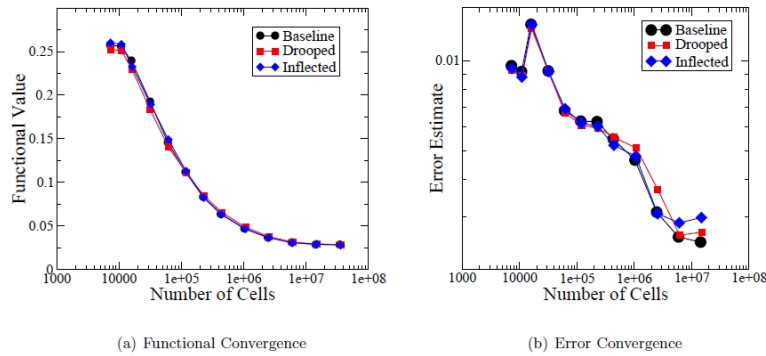 Functional Value
0.25
0.2
0.15
0.1
0.05
0
Baseline
Drooped
Inflected
1000
10000
1e+05
1e+06
1e+07
1e+08
Number of Cells
(a) Functional Convergence
Error Estimate
0.01
Baseline
Drooped
Inflected
1000
10000
1e+05
1e+06
1e+07
1e+08
Number of Cells
(b) Error Convergence